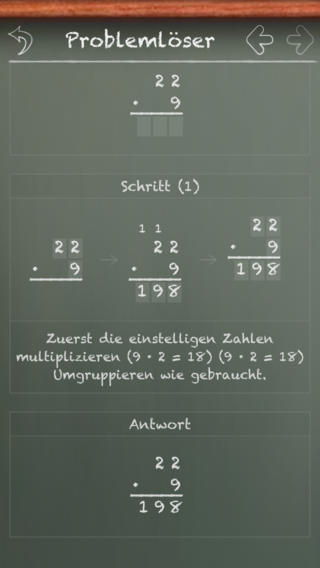 Problemlöser
22
· 9
Schritt (1)
22
· 9
1 1
22
· 9
198
22
· 9
198
Zuerst die einstelligen Zahlen
multiplizieren (9 · 2 = 18) (9 · 2 = 18)
Umgruppieren wie gebraucht.
Antwort
22
· 9
198